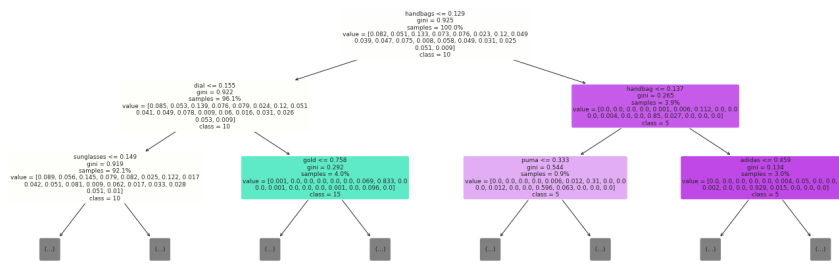 handbags <= 0.129
gini = 0.925
samples = 100.0%
value = [0.082, 0.051, 0.133, 0.073, 0.076, 0.023, 0.12, 0.049
0.039, 0.047, 0.075, 0.008, 0.058, 0.049, 0.031, 0.025
0.051, 0.009]
class = 10
dial <= 0.155
gini = 0.922
samples = 96.1%
value = [0.085, 0.053, 0.139, 0.076, 0.079, 0.024, 0.12, 0.051
0.041, 0.049, 0.078, 0.009, 0.06, 0.016, 0.031, 0.026
0.053, 0.009]
class = 10
handbag <= 0.137
gini = 0.265
samples = 3.9%
value = [0.0, 0.0, 0.0, 0.0, 0.001, 0.006, 0.112, 0.0, 0.0
0.0, 0.004, 0.0, 0.0, 0.85, 0.027, 0.0, 0.0, 0.0]
class = 5
sunglasses <= 0.149
gini = 0.919
samples = 92.1%
value = [0.089, 0.056, 0.145, 0.079, 0.082, 0.025, 0.122, 0.017
0.042, 0.051, 0.081, 0.009, 0.062, 0.017, 0.033, 0.028
0.051, 0.01]
class = 10
gold <= 0.758
gini = 0.292
samples = 4.0%
value = [0.001, 0.0, 0.0, 0.0, 0.0, 0.0, 0.069, 0.833, 0.0
0.0, 0.001, 0.0, 0.0, 0.0, 0.001, 0.0, 0.096, 0.0]
class = 15
puma <= 0.333
gini = 0.544
samples = 0.9%
value = [0.0, 0.0, 0.0, 0.0, 0.006, 0.012, 0.31, 0.0, 0.0
0.0, 0.012, 0.0, 0.0, 0.596, 0.063, 0.0, 0.0, 0.0]
class = 5
adidas <= 0.459
gini = 0.134
samples = 3.0%
value = [0.0, 0.0, 0.0, 0.0, 0.0, 0.004, 0.05, 0.0, 0.0
0.0, 0.002, 0.0, 0.0, 0.929, 0.015, 0.0, 0.0, 0.0]
class = 5
(...)
(...)
(...)
(...)
(...)
(...)
(...)
(...)